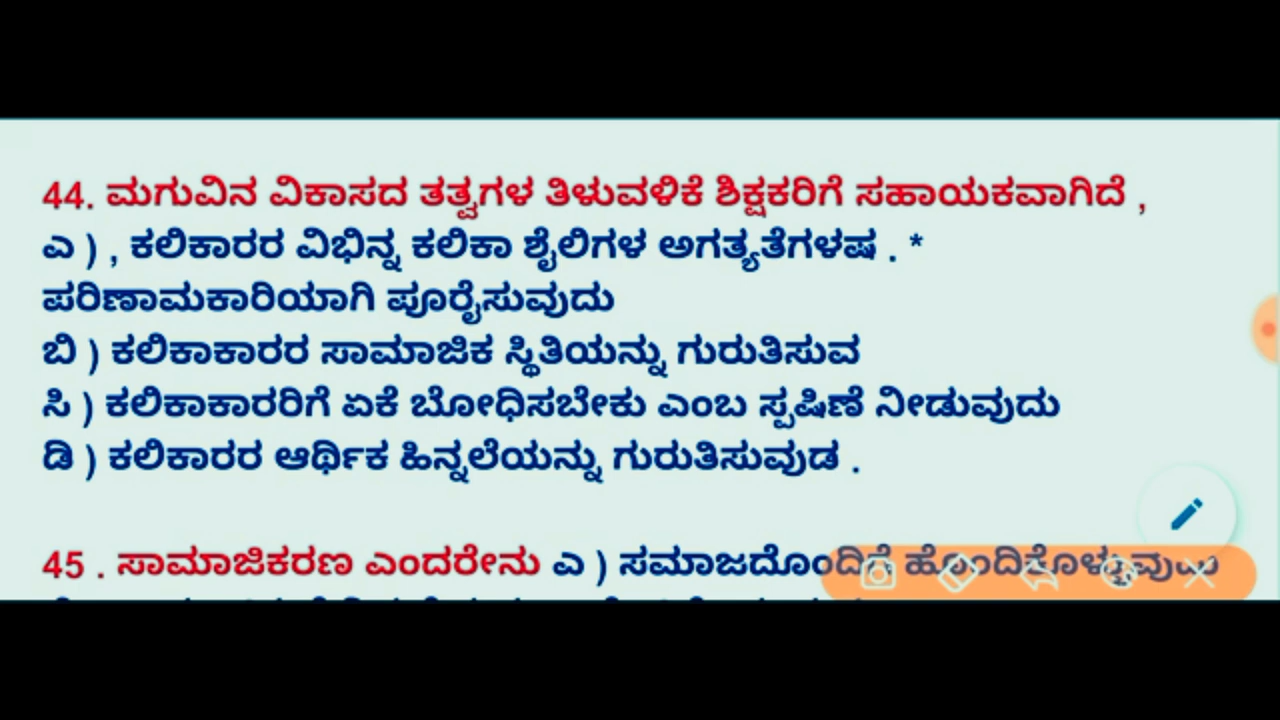 44. ಮಗುವಿನ ವಿಕಾಸದ ತತ್ವಗಳ ತಿಳುವಳಿಕೆ ಶಿಕ್ಷಕರಿಗೆ ಸಹಾಯಕವಾಗಿದೆ ,
ಎ ) , ಕಲಿಕಾರರ ವಿಭಿನ್ನ ಕಲಿಕಾ ಶೈಲಿಗಳ ಅಗತ್ಯತೆಗಳಷ . *
ಪರಿಣಾಮಕಾರಿಯಾಗಿ ಪೂರೈಸುವುದು
ಬಿ ) ಕಲಿಕಾಕಾರರ ಸಾಮಾಜಿಕ ಸ್ಥಿತಿಯನ್ನು ಗುರುತಿಸುವ
ಸಿ ) ಕಲಿಕಾಕಾರರಿಗೆ ಏಕೆ ಬೋಧಿಸಬೇಕು ಎಂಬ ಸ್ಪಷಿಣೆ ನೀಡುವುದು
ಡಿ ) ಕಲಿಕಾರರ ಆರ್ಥಿಕ ಹಿನ್ನಲೆಯನ್ನು ಗುರುತಿಸುವುಡ .
45 . ಸಾಮಾಜಿಕರಣ ಎಂದರೇನು ಎ ) ಸಮಾಜದೊಂದಿಗೆ